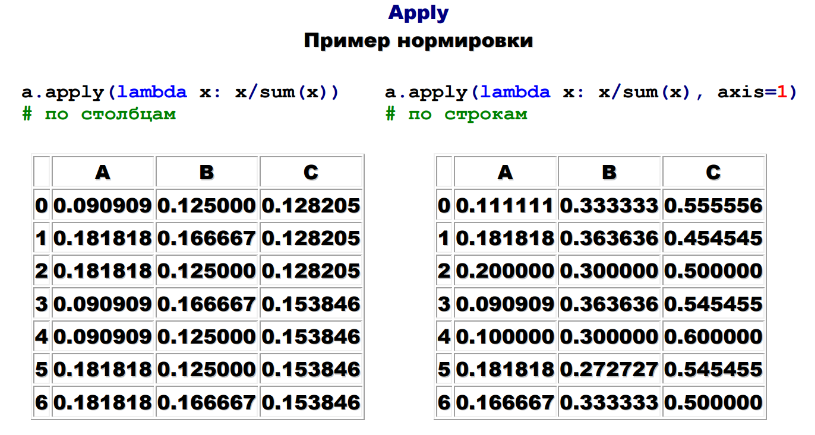 Apply
Пример нормировки
a.apply(lambda x: x/sum(x))
# по столбцам
A B C
0 0.090909 0.125000 0.128205
1 0.181818 0.166667 0.128205
2 0.181818 0.125000 0.128205
3 0.090909 0.166667 0.153846
4 0.090909 0.125000 0.153846
5 0.181818 0.125000 0.153846
6 0.181818 0.166667 0.153846
a.apply(lambda x: x/sum(x), axis=1)
# по строкам
A B C
0 0.111111 0.333333 0.555556
1 0.181818 0.363636 0.454545
2 0.200000 0.300000 0.500000
3 0.090909 0.363636 0.545455
4 0.100000 0.300000 0.600000
5 0.181818 0.272727 0.545455
6 0.166667 0.333333 0.500000